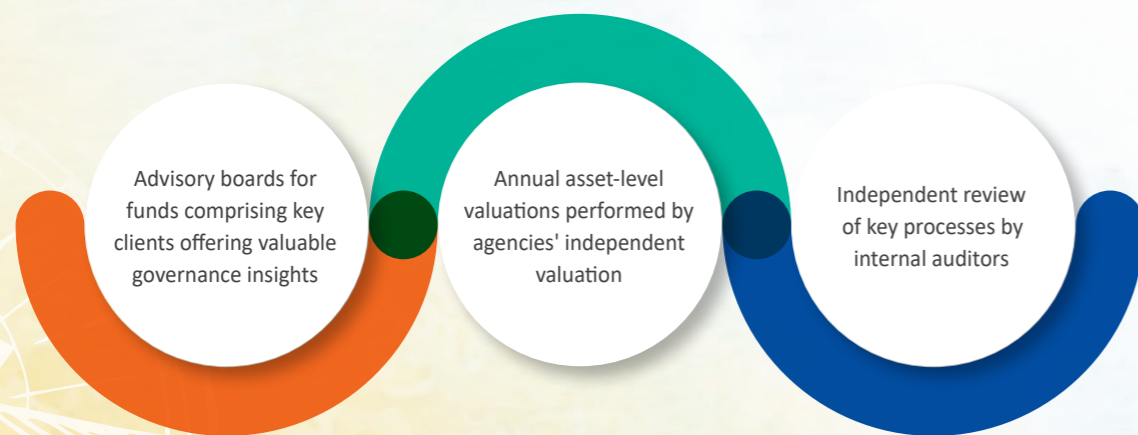 Advisory boards for
funds comprising key
clients offering valuable
governance insights
Annual asset-level
valuations performed by
agencies' independent
valuation
Independent review
of key processes by
internal auditors